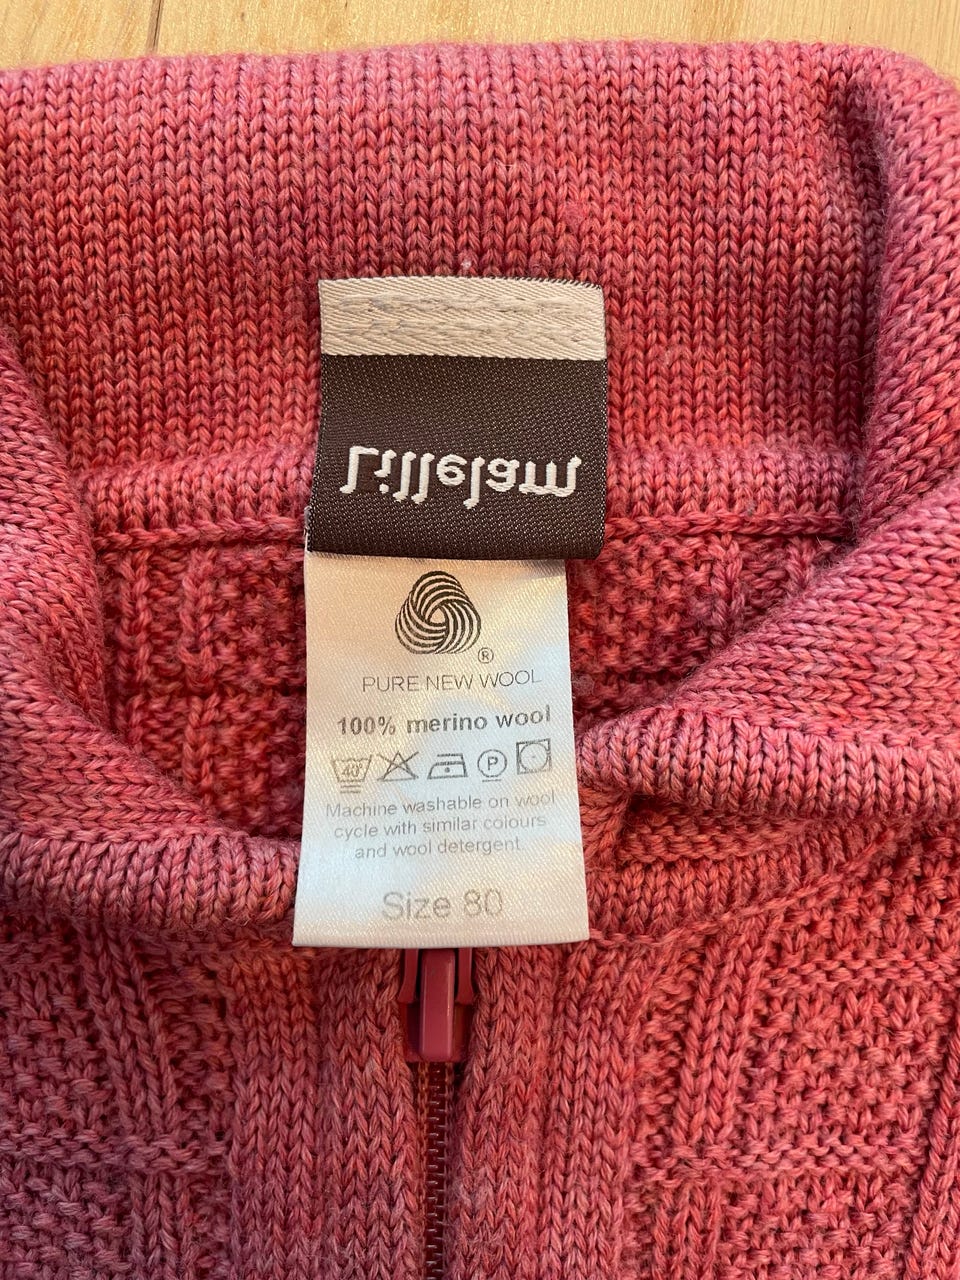 Lillelam
®
PURE NEW WOOL
100% merino wool
40° P
Machine washable on wool
cycle with similar colours
and wool detergent.
Size 80